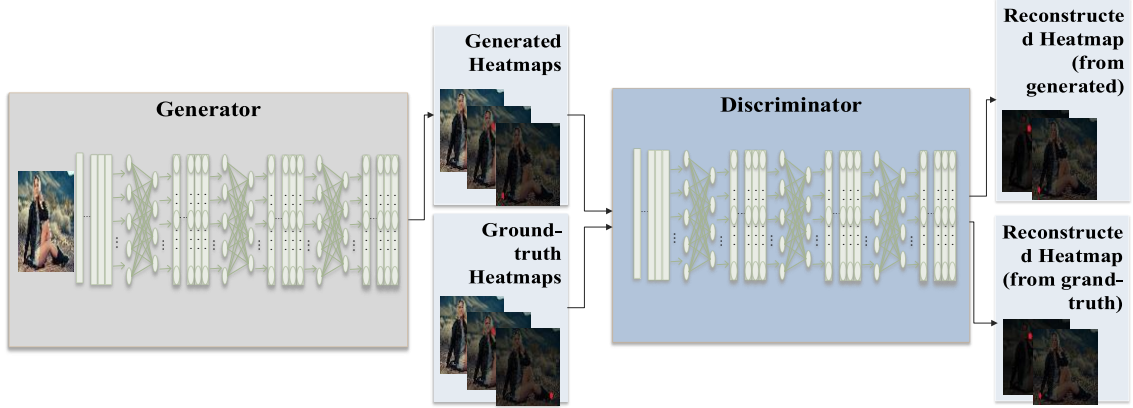 Generator
Generated
Heatmaps
Ground-
truth
Heatmaps
Discriminator
Reconstructe
d Heatmap
(from
generated)
Reconstructe
d Heatmap
(from grand-
truth)